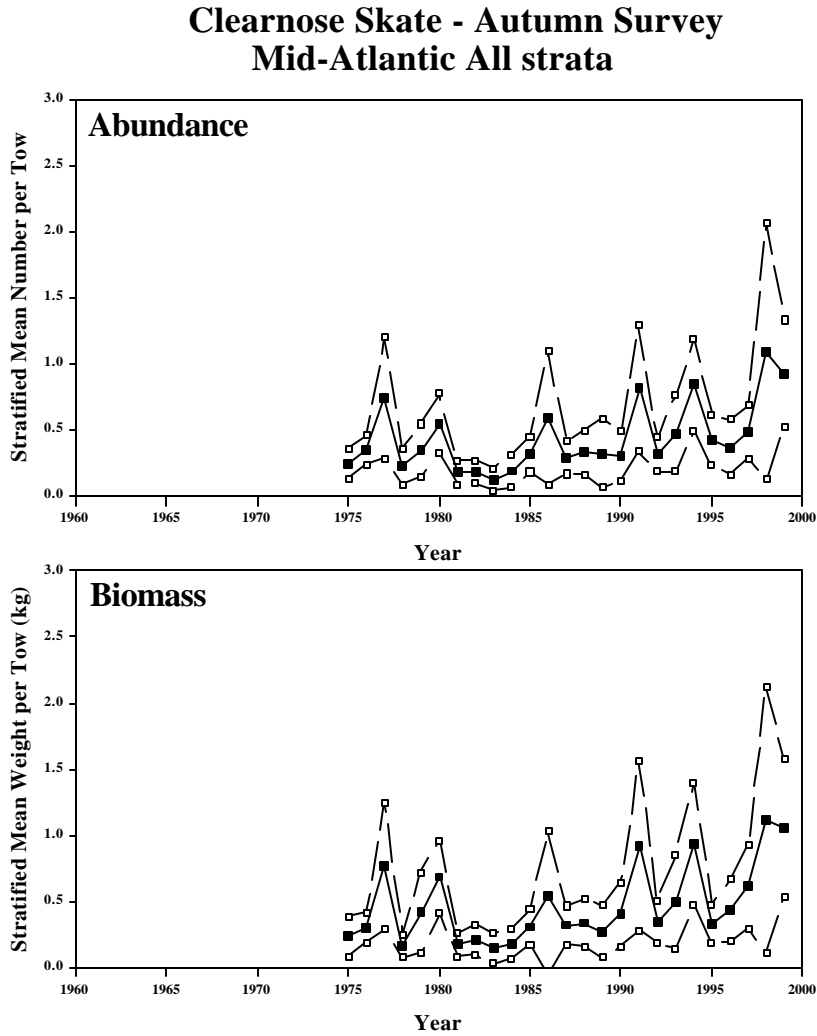 Clearnose Skate - Autumn Survey
Mid-Atlantic All strata
Abundance
Stratified Mean Number per Tow
3.0
2.5
2.0
1.5
1.0
0.5
0.0
1960 1965 1970 1975 1980 1985 1990 1995 2000
Year
Biomass
Stratified Mean Weight per Tow (kg)
3.0
2.5
2.0
1.5
1.0
0.5
0.0
1960 1965 1970 1975 1980 1985 1990 1995 2000
Year